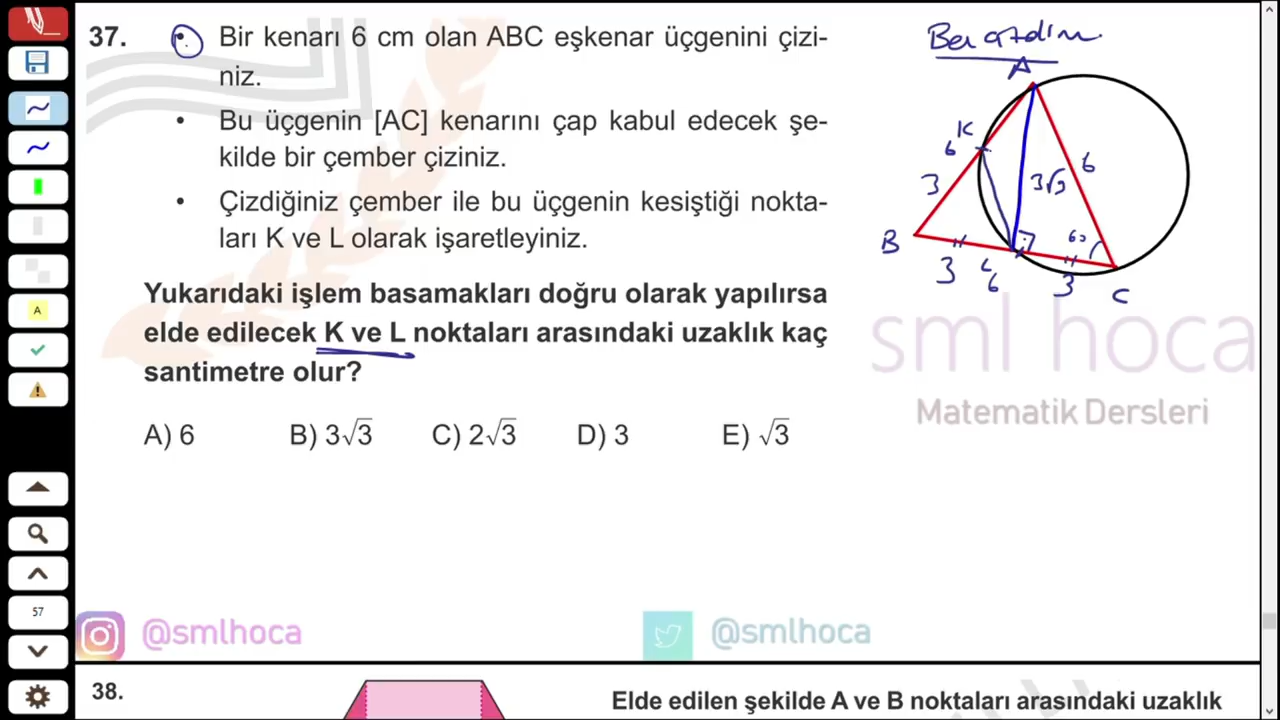 37.
Bir kenarı 6 cm olan ABC eşkenar üçgenini çizi-
niz.
• Bu üçgenin [AC] kenarını çap kabul edecek şe-
kilde bir çember çiziniz.
• Çizdiğiniz çember ile bu üçgenin kesiştiği nokta-
ları K ve L olarak işaretleyiniz.
Yukarıdaki işlem basamakları doğru olarak yapılırsa
elde edilecek K ve L noktaları arasındaki uzaklık kaç
santimetre olur?
A) 6 B) 3√3 C) 2√3 D) 3 E) √3
A
K
6
3
3√3
6
B
60
3
L
6
3
C
sml hoca
Matematik Dersleri
@smlhoca
@smlhoca
38.
Elde edilen şekilde A ve B noktaları arasındaki uzaklık
A
57